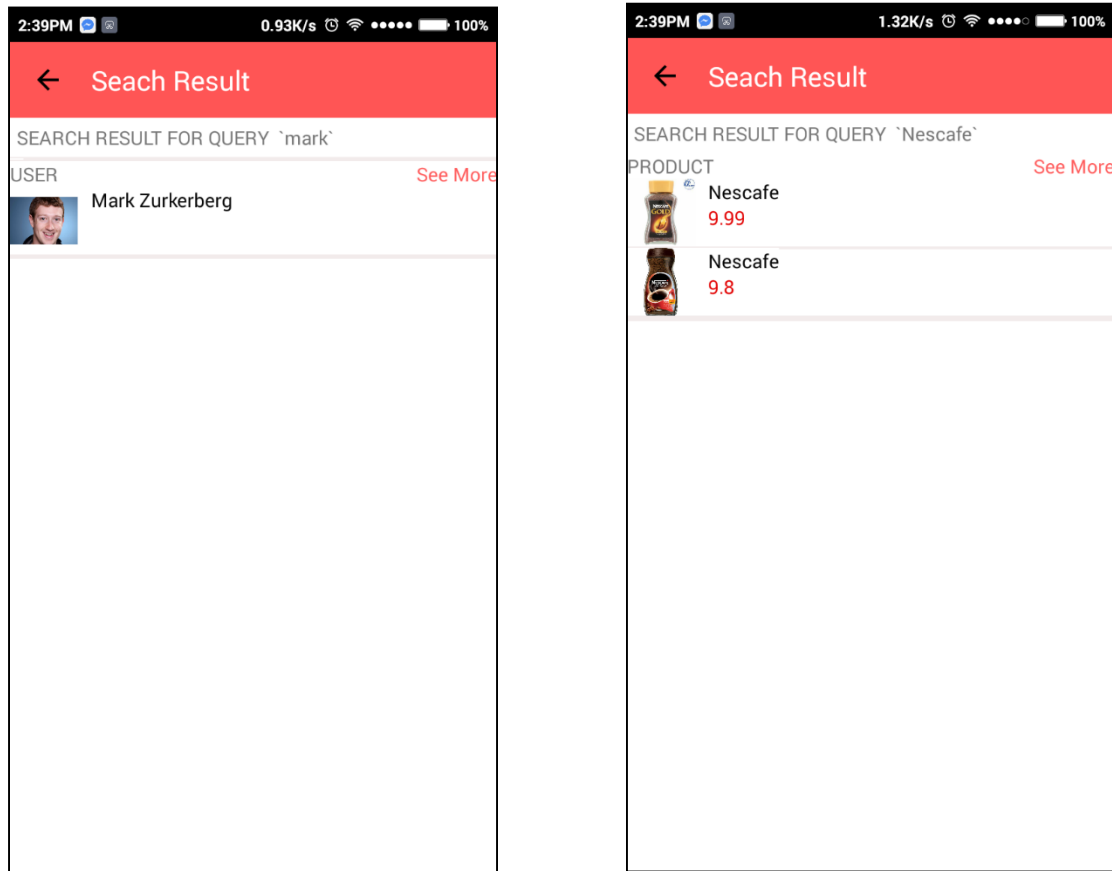 2:39PM 0.93K/s 100%
Seach Result
SEARCH RESULT FOR QUERY `mark`
USER See More
Mark Zurkerberg
2:39PM 1.32K/s 100%
Seach Result
SEARCH RESULT FOR QUERY `Nescafe`
PRODUCT See More
Nescafe
9.99
Nescafe
9.8